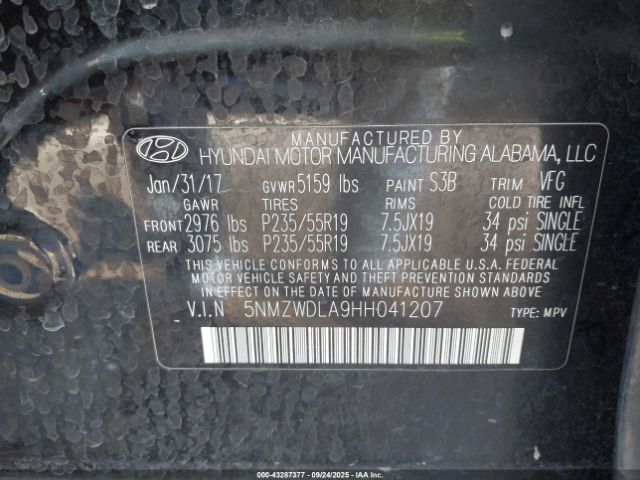 MANUFACTURED BY
HYUNDAI MOTOR MANUFACTURING ALABAMA, LLC
Jan/31/17 GVWR 5159 lbs PAINT S3B TRIM VFG
GAWR TIRES RIMS COLD TIRE INFL
FRONT 2976 lbs P235/55R19 7.5JX19 34 psi SINGLE
REAR 3075 lbs P235/55R19 7.5JX19 34 psi SINGLE
THIS VEHICLE CONFORMS TO ALL APPLICABLE U.S.A. FEDERAL
MOTOR VEHICLE SAFETY AND THEFT PREVENTION STANDARDS
IN EFFECT ON THE DATE OF MANUFACTURE SHOWN ABOVE.
V.I.N 5NMZWDLA9HH041207 TYPE: MPV
000-43287377 - 09/24/2025 - IAA Inc.